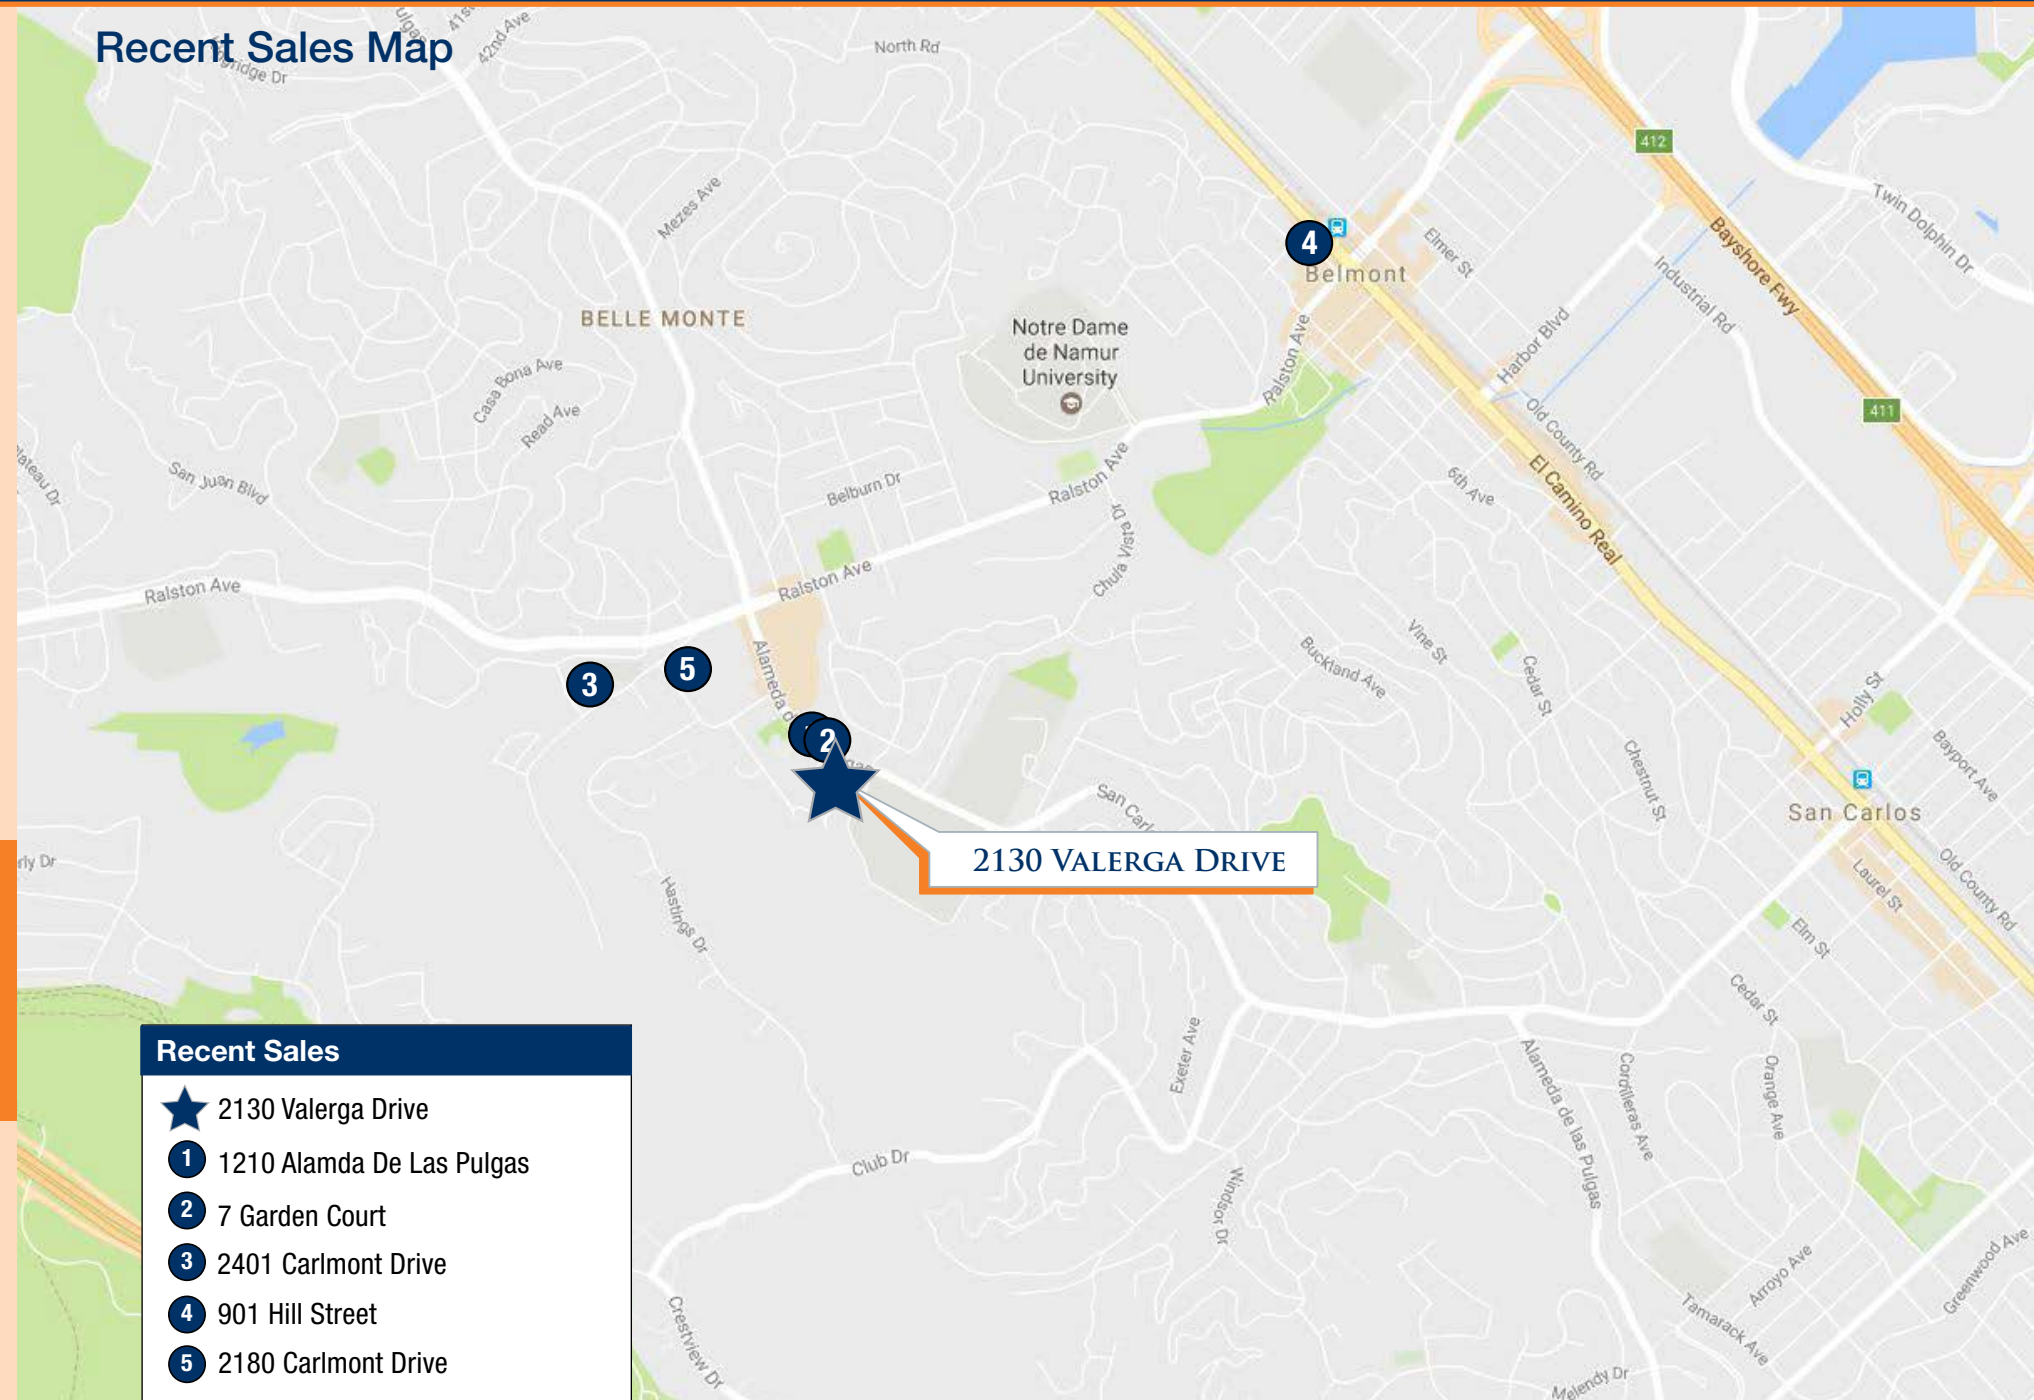 Recent Sales Map
42nd Ave
North Rd
Mezes Ave
412
Twin Dolphin Dr
Bayshore Fwy
Industrial Rd
Elmer St
4
Belmont
BELLE MONTE
Notre Dame
de Namur
University
Harbor Blvd
Ralston Ave
Casa Bona Ave
Read Ave
411
Old County Rd
El Camino Real
6th Ave
San Juan Blvd
Belburn Dr
Ralston Ave
Chula Vista Dr
Ralston Ave
Ralston Ave
Vine St
Buckland Ave
Cedar St
Holly St
Bayport Ave
Chestnut St
3
5
2
San Carlos
2130 Valerga Drive
Old County Rd
Laurel St
Elm St
Cedar St
Hastings Dr
Exeter Ave
Alameda de las Pulgas
Cordilleras Ave
Orange Ave
Club Dr
Windsor Dr
Arroyo Ave
Greenwood Ave
Tamarack Ave
Melendy Dr
Crestview Dr
Recent Sales
2130 Valerga Drive
1 1210 Alamda De Las Pulgas
2 7 Garden Court
3 2401 Carlmont Drive
4 901 Hill Street
5 2180 Carlmont Drive